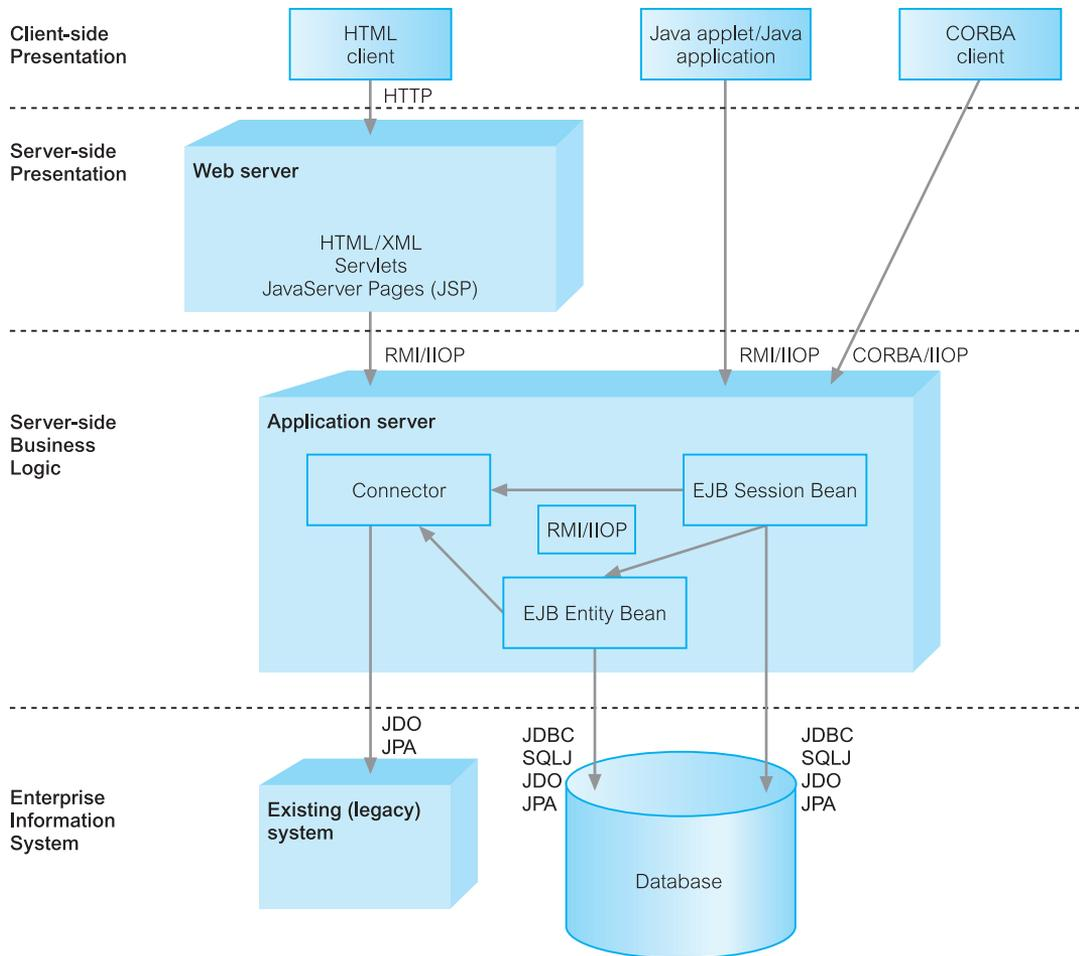 Client-side
Presentation
HTML
client
Java applet/Java
application
CORBA
client
HTTP
Server-side
Presentation
Web server
HTML/XML
Servlets
JavaServer Pages (JSP)
RMI/IIOP
RMI/IIOP
CORBA/IIOP
Server-side
Business
Logic
Application server
Connector
EJB Session Bean
RMI/IIOP
EJB Entity Bean
JDO
JPA
JDBC
SQLJ
JDO
JPA
JDBC
SQLJ
JDO
JPA
Enterprise
Information
System
Existing (legacy)
system
Database